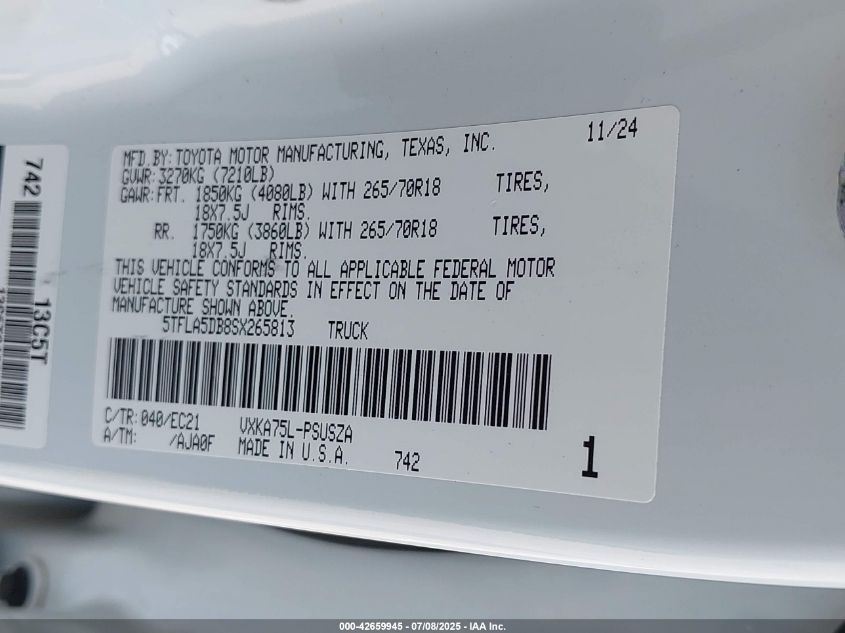 MFD.BY:TOYOTA MOTOR MANUFACTURING, TEXAS, INC. 11/24
GVWR:3270KG (7210LB)
GAWR:FRT. 1850KG (4080LB) WITH 265/70R18 TIRES,
18X7.5J RIMS.
RR. 1750KG (3860LB) WITH 265/70R18 TIRES,
18X7.5J RIMS.
THIS VEHICLE CONFORMS TO ALL APPLICABLE FEDERAL MOTOR
VEHICLE SAFETY STANDARDS IN EFFECT ON THE DATE OF
MANUFACTURE SHOWN ABOVE.
5TFLA5DB8SX265813 TRUCK
C/TR:040/EC21 VXKA75L-PSUSZA
A/TM: /AJA0F MADE IN U.S.A. 742 1
742
13C5T
000-42659945 - 07/08/2025 - IAA Inc.